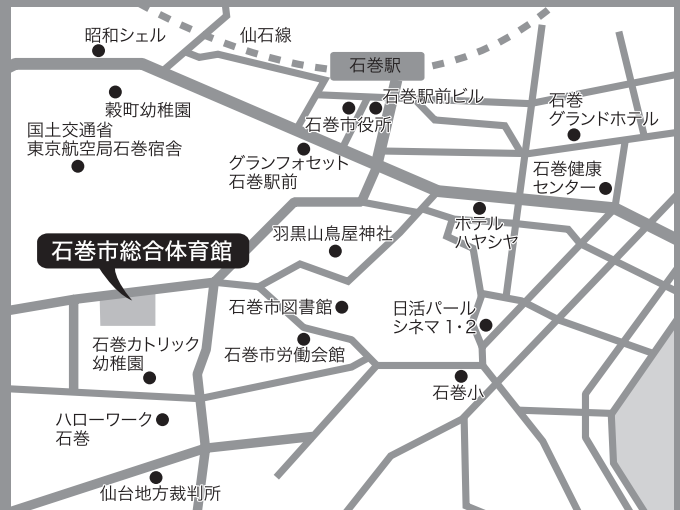 昭和シェル
仙石線
石巻駅
石巻駅前ビル
穀町幼稚園
石巻市役所
石巻
グランドホテル
国土交通省
東京航空局石巻宿舎
グランフォセット
石巻駅前
石巻健康
センター
ホテル
ハヤシヤ
羽黒山鳥屋神社
石巻市総合体育館
石巻市図書館
日活パール
シネマ 1・2
石巻カトリック
幼稚園
石巻市労働会館
石巻小
ハローワーク
石巻
仙台地方裁判所